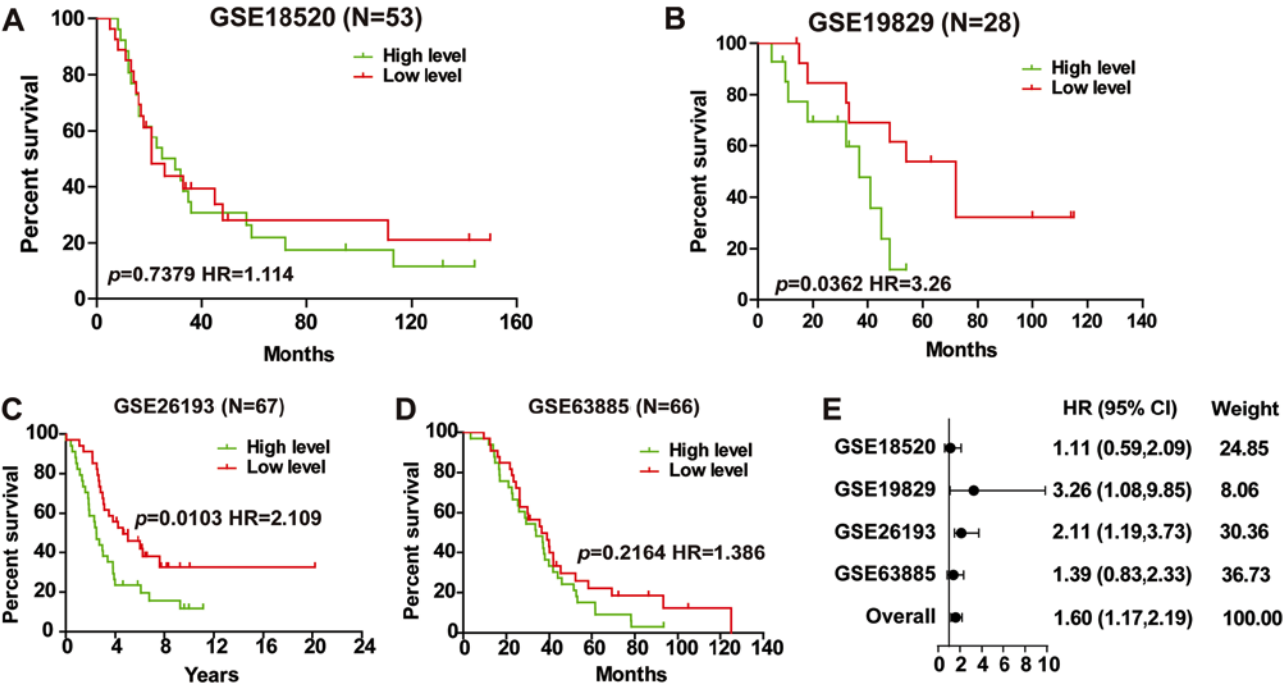 A
GSE18520 (N=53)
High level
Low level
Percent survival
100
80
60
40
20
0
p=0.7379 HR=1.114
0 40 80 120 160
Months
B
GSE19829 (N=28)
High level
Low level
Percent survival
100
80
60
40
20
0
p=0.0362 HR=3.26
0 20 40 60 80 100 120 140
Months
C
GSE26193 (N=67)
High level
Low level
Percent survival
100
80
60
40
20
0
p=0.0103 HR=2.109
0 4 8 12 16 20 24
Years
D
GSE63885 (N=66)
High level
Low level
Percent survival
100
80
60
40
20
0
p=0.2164 HR=1.386
0 20 40 60 80 100 120 140
Months
E
HR (95% CI) Weight
GSE18520 1.11 (0.59,2.09) 24.85
GSE19829 3.26 (1.08,9.85) 8.06
GSE26193 2.11 (1.19,3.73) 30.36
GSE63885 1.39 (0.83,2.33) 36.73
Overall 1.60 (1.17,2.19) 100.00
0 2 4 6 8 10